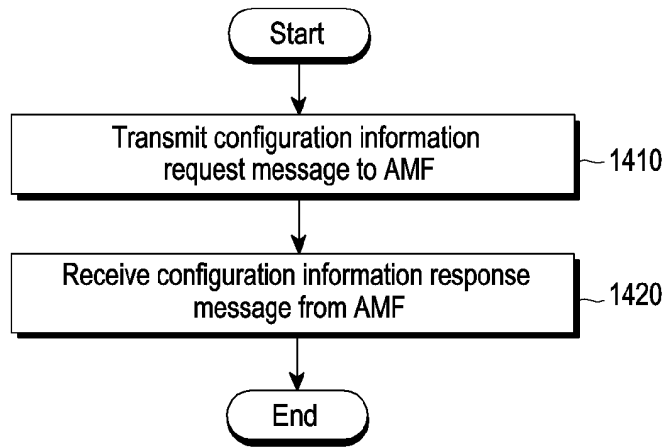 Start
Transmit configuration information
request message to AMF
1410
Receive configuration information response
message from AMF
1420
End